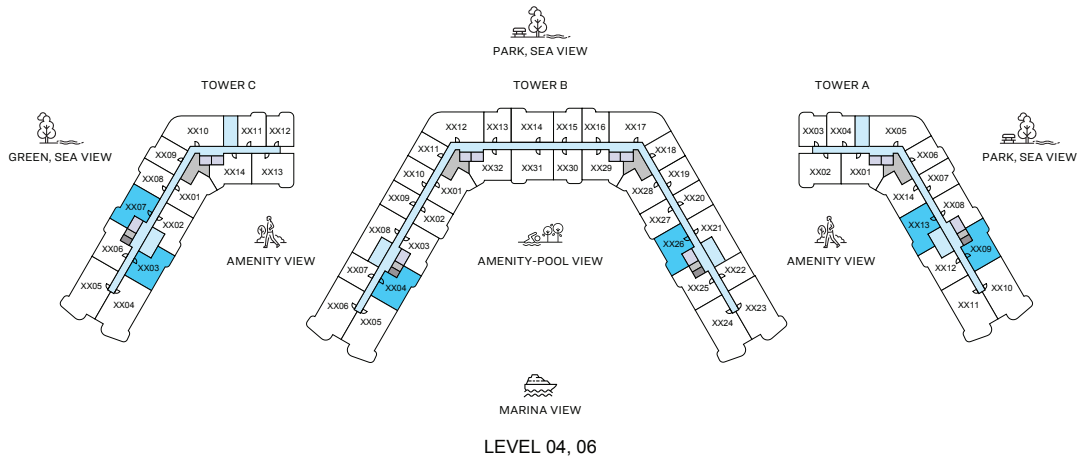 PARK, SEA VIEW
TOWER C
TOWER B
TOWER A
GREEN, SEA VIEW
PARK, SEA VIEW
XX10
XX11
XX12
XX09
XX14
XX13
XX08
XX01
XX07
XX02
XX06
XX03
XX05
XX04
AMENITY VIEW
XX12
XX13
XX14
XX15
XX16
XX17
XX11
XX32
XX31
XX30
XX29
XX18
XX10
XX01
XX28
XX19
XX09
XX02
XX27
XX20
XX08
XX03
XX26
XX21
XX07
XX04
XX25
XX22
XX06
XX05
XX24
XX23
AMENITY-POOL VIEW
XX03
XX04
XX05
XX02
XX01
XX06
XX14
XX07
XX13
XX08
XX12
XX09
XX11
XX10
AMENITY VIEW
MARINA VIEW
LEVEL 04, 06